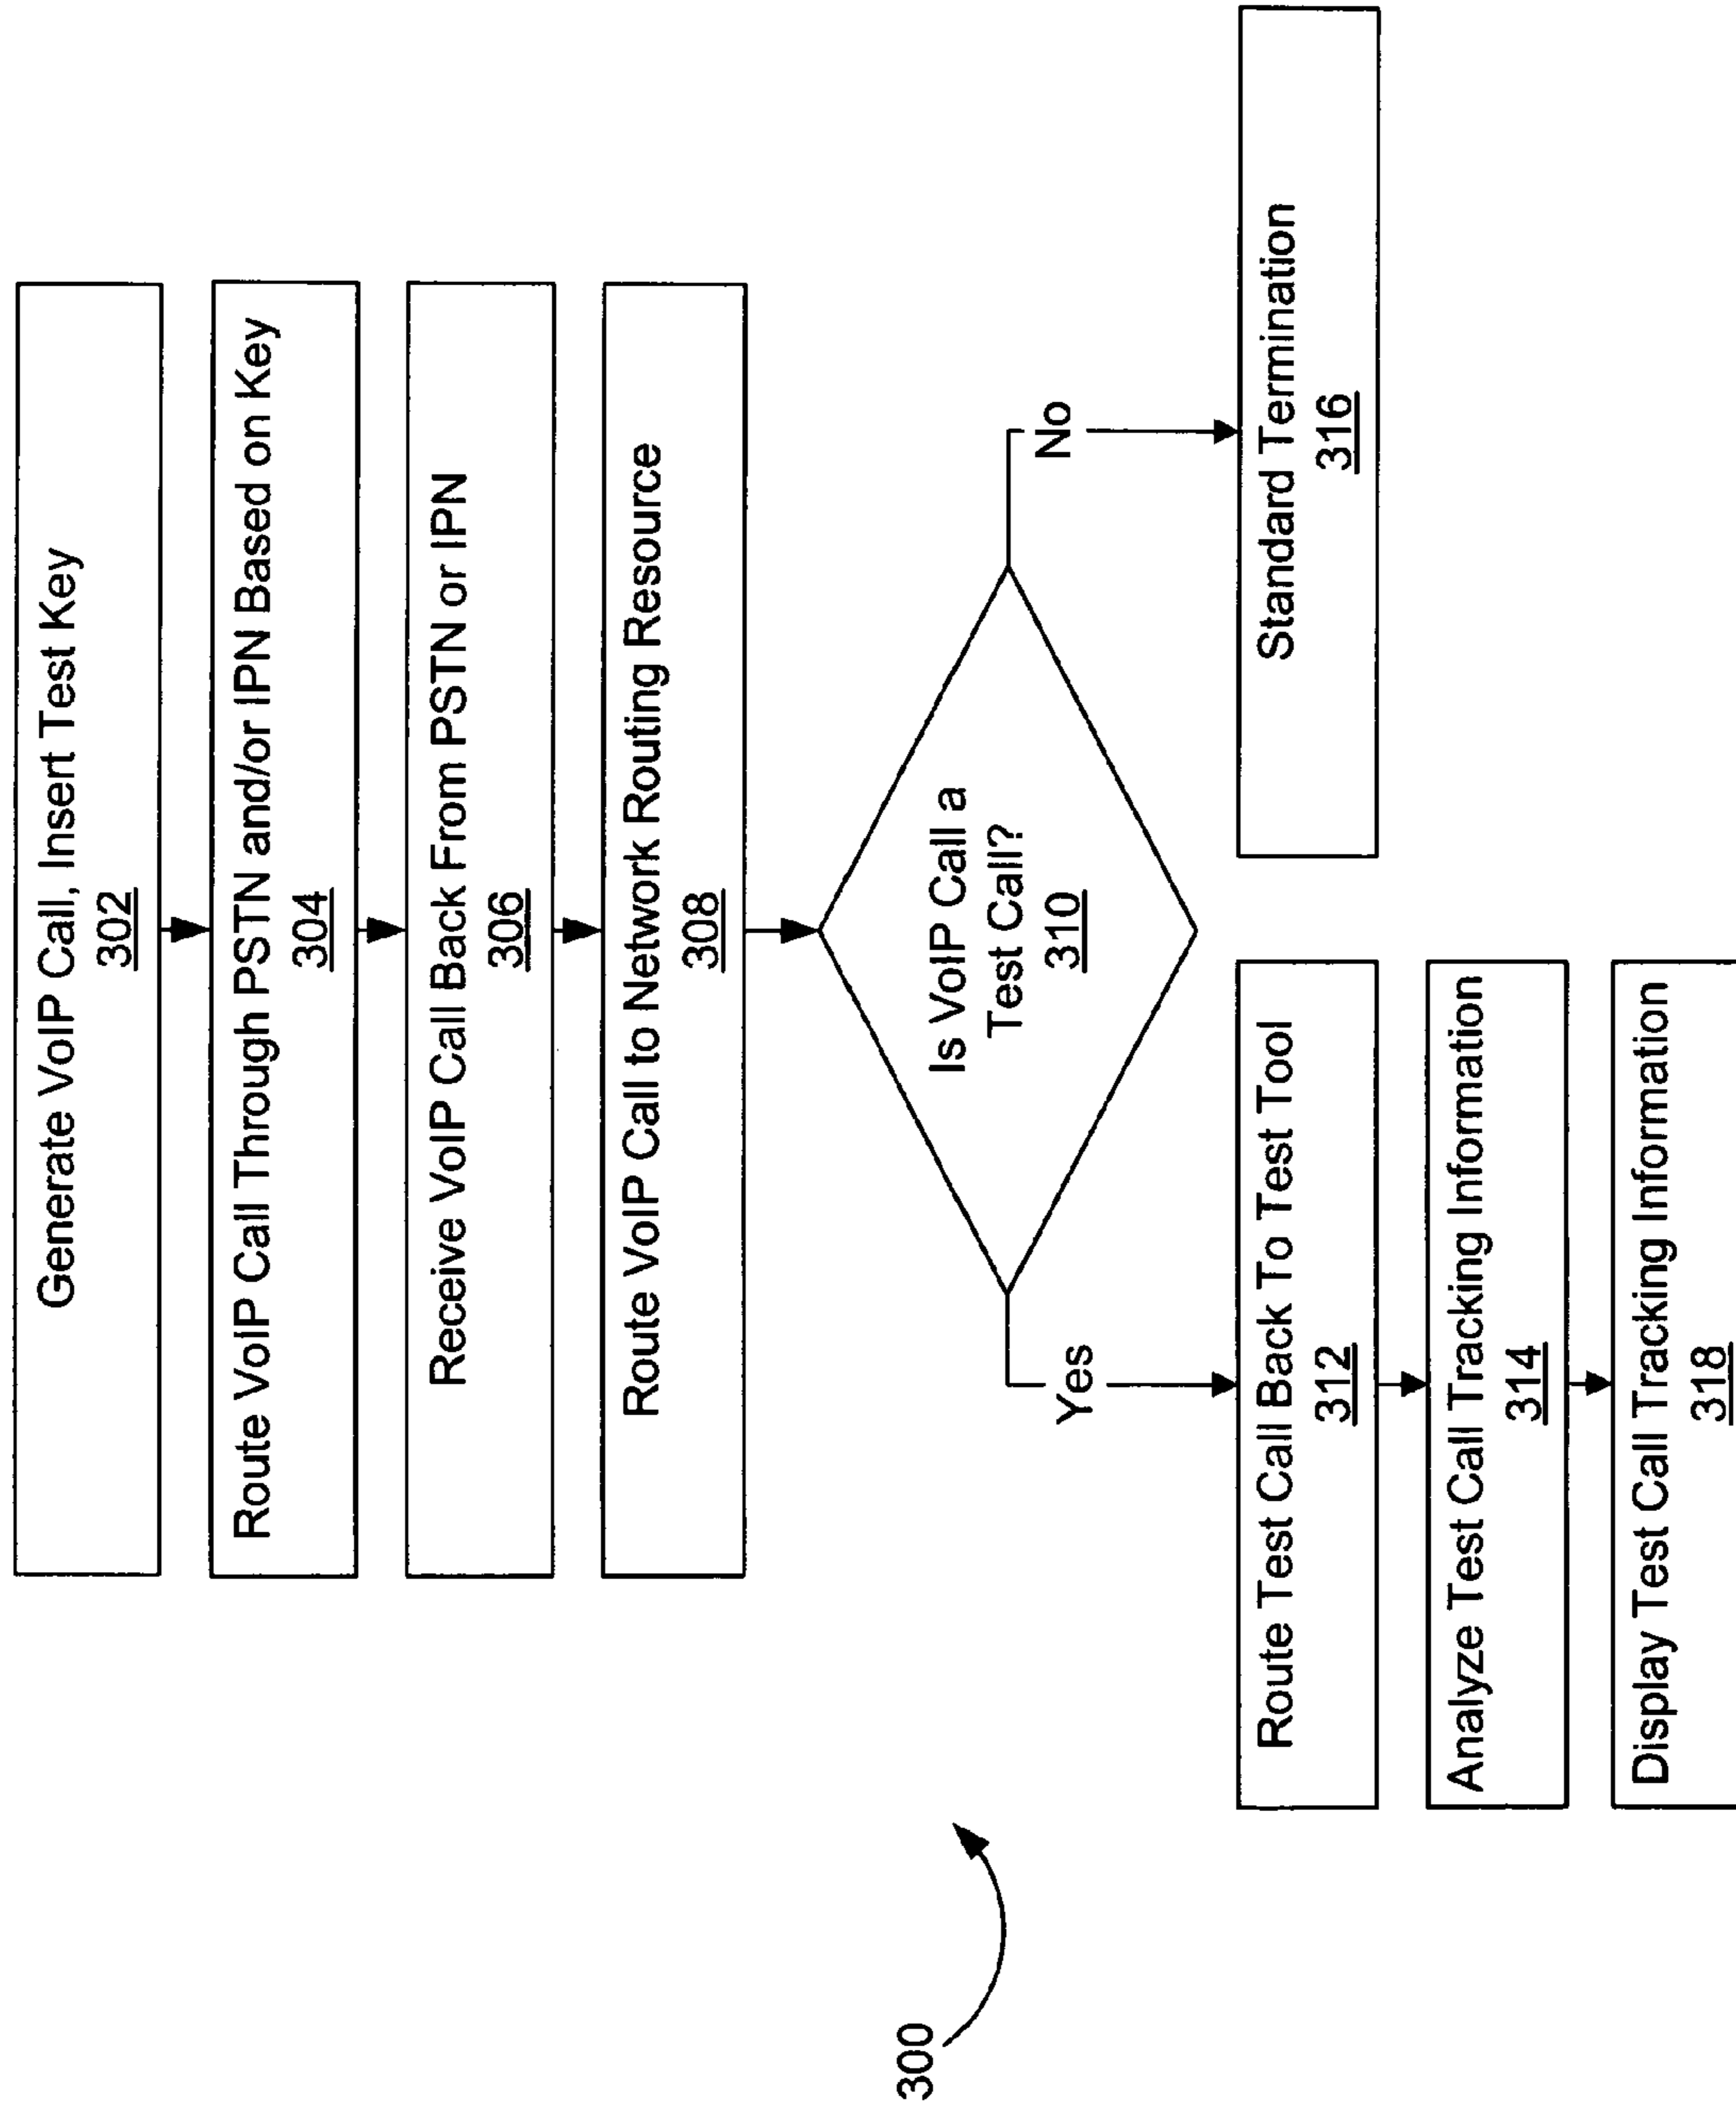 Generate VoIP Call, Insert Test Key
302
Route VoIP Call Through PSTN and/or IPN Based on Key
304
Receive VoIP Call Back From PSTN or IPN
306
Route VoIP Call to Network Routing Resource
308
Is VoIP Call a
Test Call?
310
Yes
No
Route Test Call Back To Test Tool
312
Standard Termination
316
Analyze Test Call Tracking Information
314
Display Test Call Tracking Information
318
300